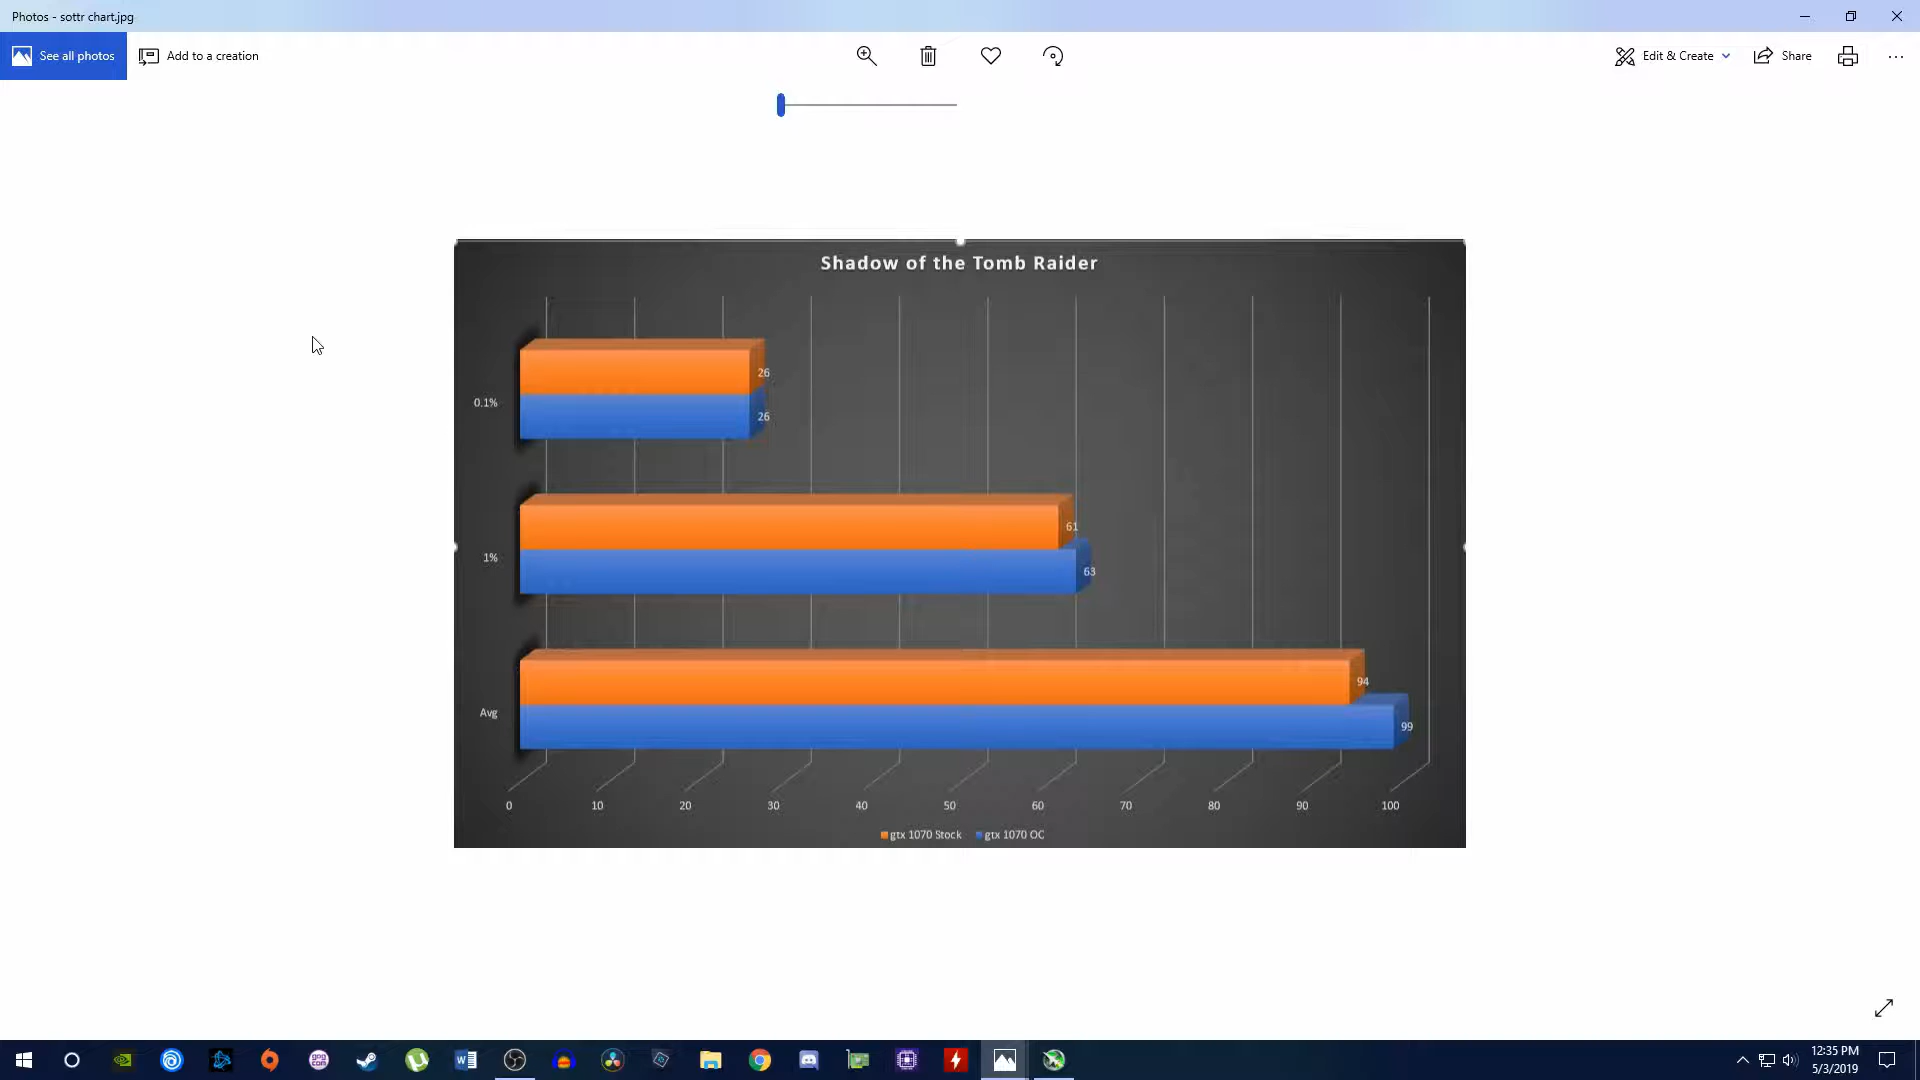 Photos - sottr chart.jpg
See all photos
Add to a creation
Edit & Create
Share
Shadow of the Tomb Raider
0.1%
26
26
1%
61
63
Avg
94
99
0 10 20 30 40 50 60 70 80 90 100
gtx 1070 Stock gtx 1070 OC
12:35 PM
5/3/2019